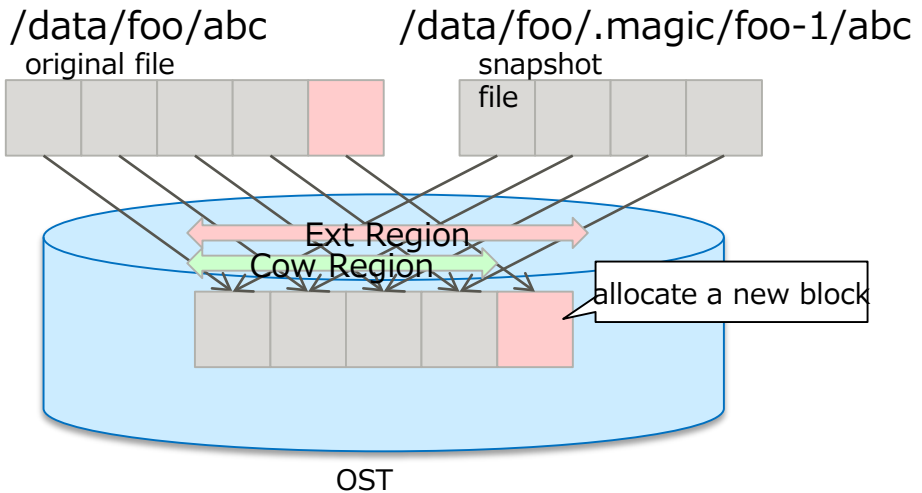 /data/foo/abc
/data/foo/.magic/foo-1/abc
original file
snapshot
file
Ext Region
Cow Region
allocate a new block
OST